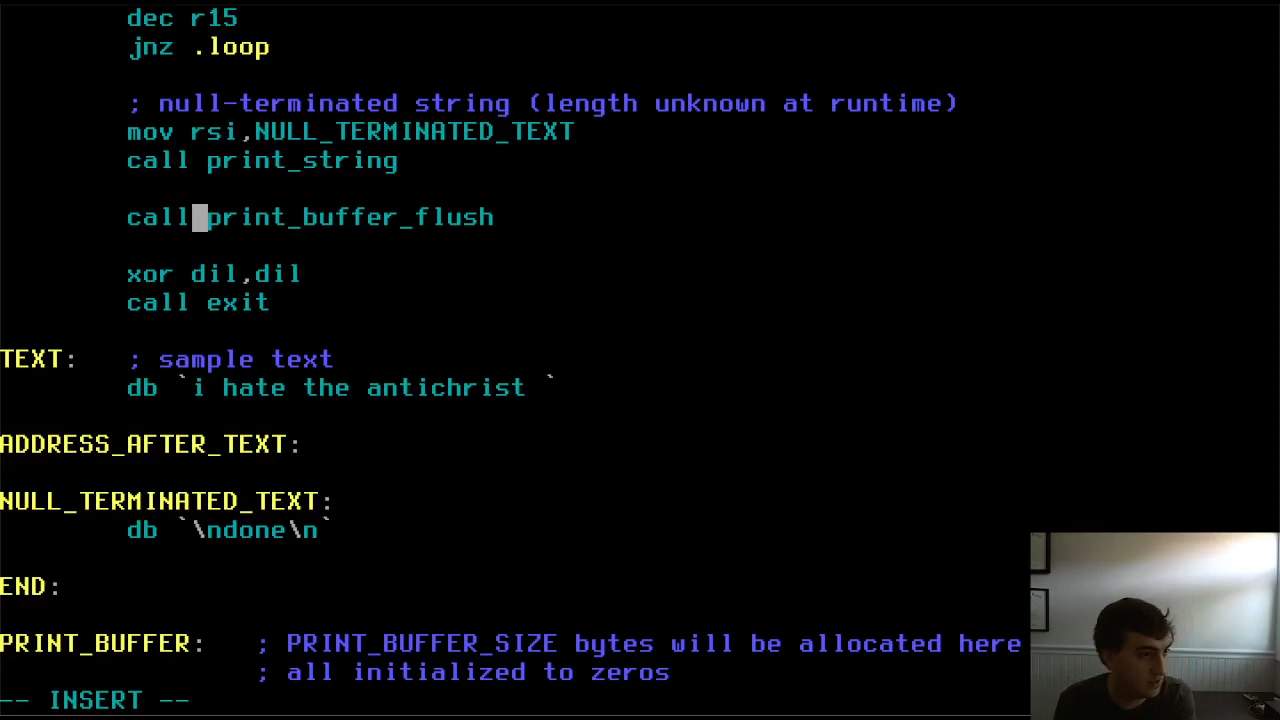 dec r15
jnz .loop
; null-terminated string (length unknown at runtime)
mov rsi,NULL_TERMINATED_TEXT
call print_string
call print_buffer_flush
xor dil,dil
call exit
TEXT: ; sample text
db `i hate the antichrist `
ADDRESS_AFTER_TEXT:
NULL_TERMINATED_TEXT:
db `\ndone\n`
END:
PRINT_BUFFER: ; PRINT_BUFFER_SIZE bytes will be allocated here
; all initialized to zeros
-- INSERT --